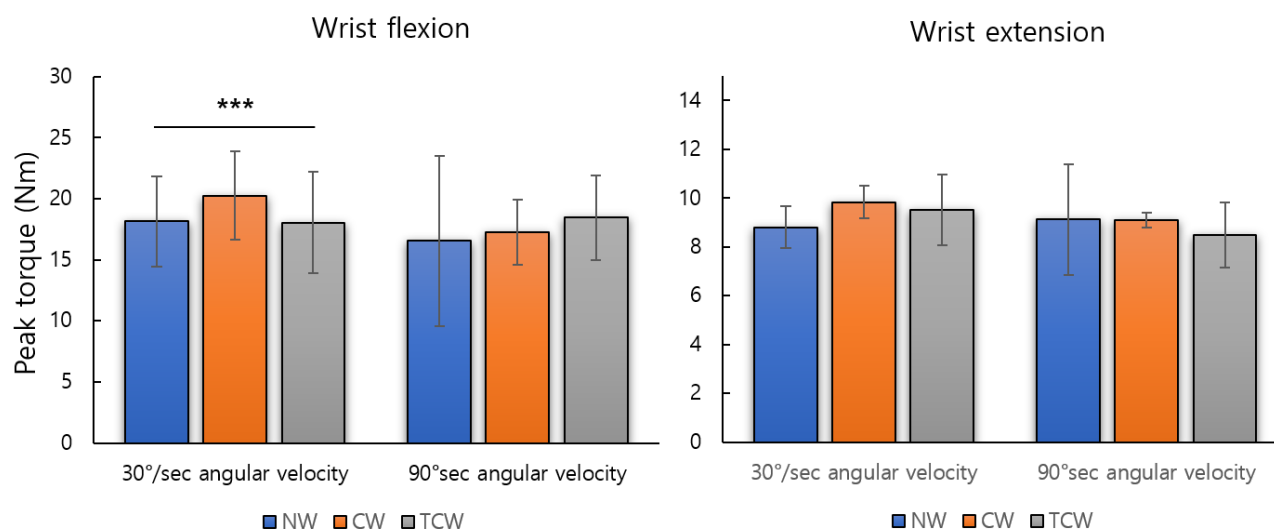 Wrist flexion
Peak torque (Nm)
30
25
20
15
10
5
0
***
30°/sec angular velocity
90°sec angular velocity
NW CW TCW
Wrist extension
14
12
10
8
6
4
2
0
30°/sec angular velocity
90°sec angular velocity
NW CW TCW